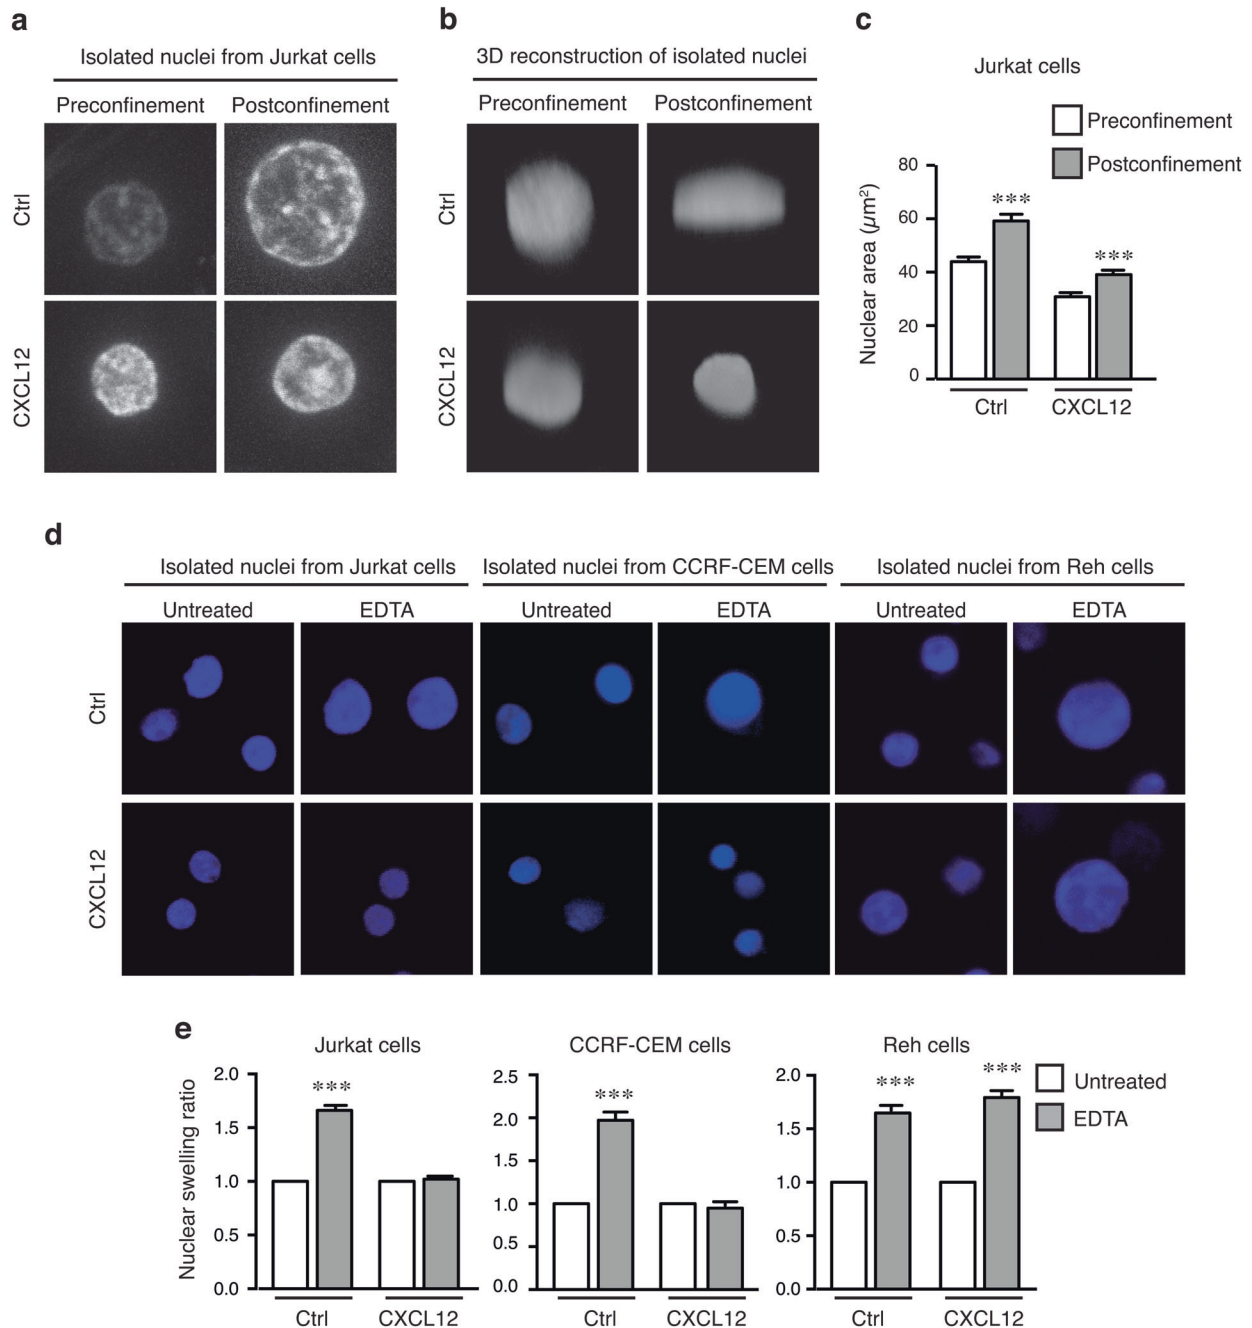 a
Isolated nuclei from Jurkat cells
Preconfinement Postconfinement
Ctrl
CXCL12
b
3D reconstruction of isolated nuclei
Preconfinement Postconfinement
Ctrl
CXCL12
c
Jurkat cells
Preconfinement
Postconfinement
Nuclear area (µm²)
80
60
40
20
0
***
***
Ctrl CXCL12
d
Isolated nuclei from Jurkat cells Isolated nuclei from CCRF-CEM cells Isolated nuclei from Reh cells
Untreated EDTA Untreated EDTA Untreated EDTA
Ctrl
CXCL12
e
Jurkat cells
Nuclear swelling ratio
2.0
1.5
1.0
0.5
0.0
***
Ctrl CXCL12
CCRF-CEM cells
2.5
2.0
1.5
1.0
0.5
0.0
***
Ctrl CXCL12
Reh cells
2.0
1.5
1.0
0.5
0.0
***
***
Ctrl CXCL12
Untreated
EDTA